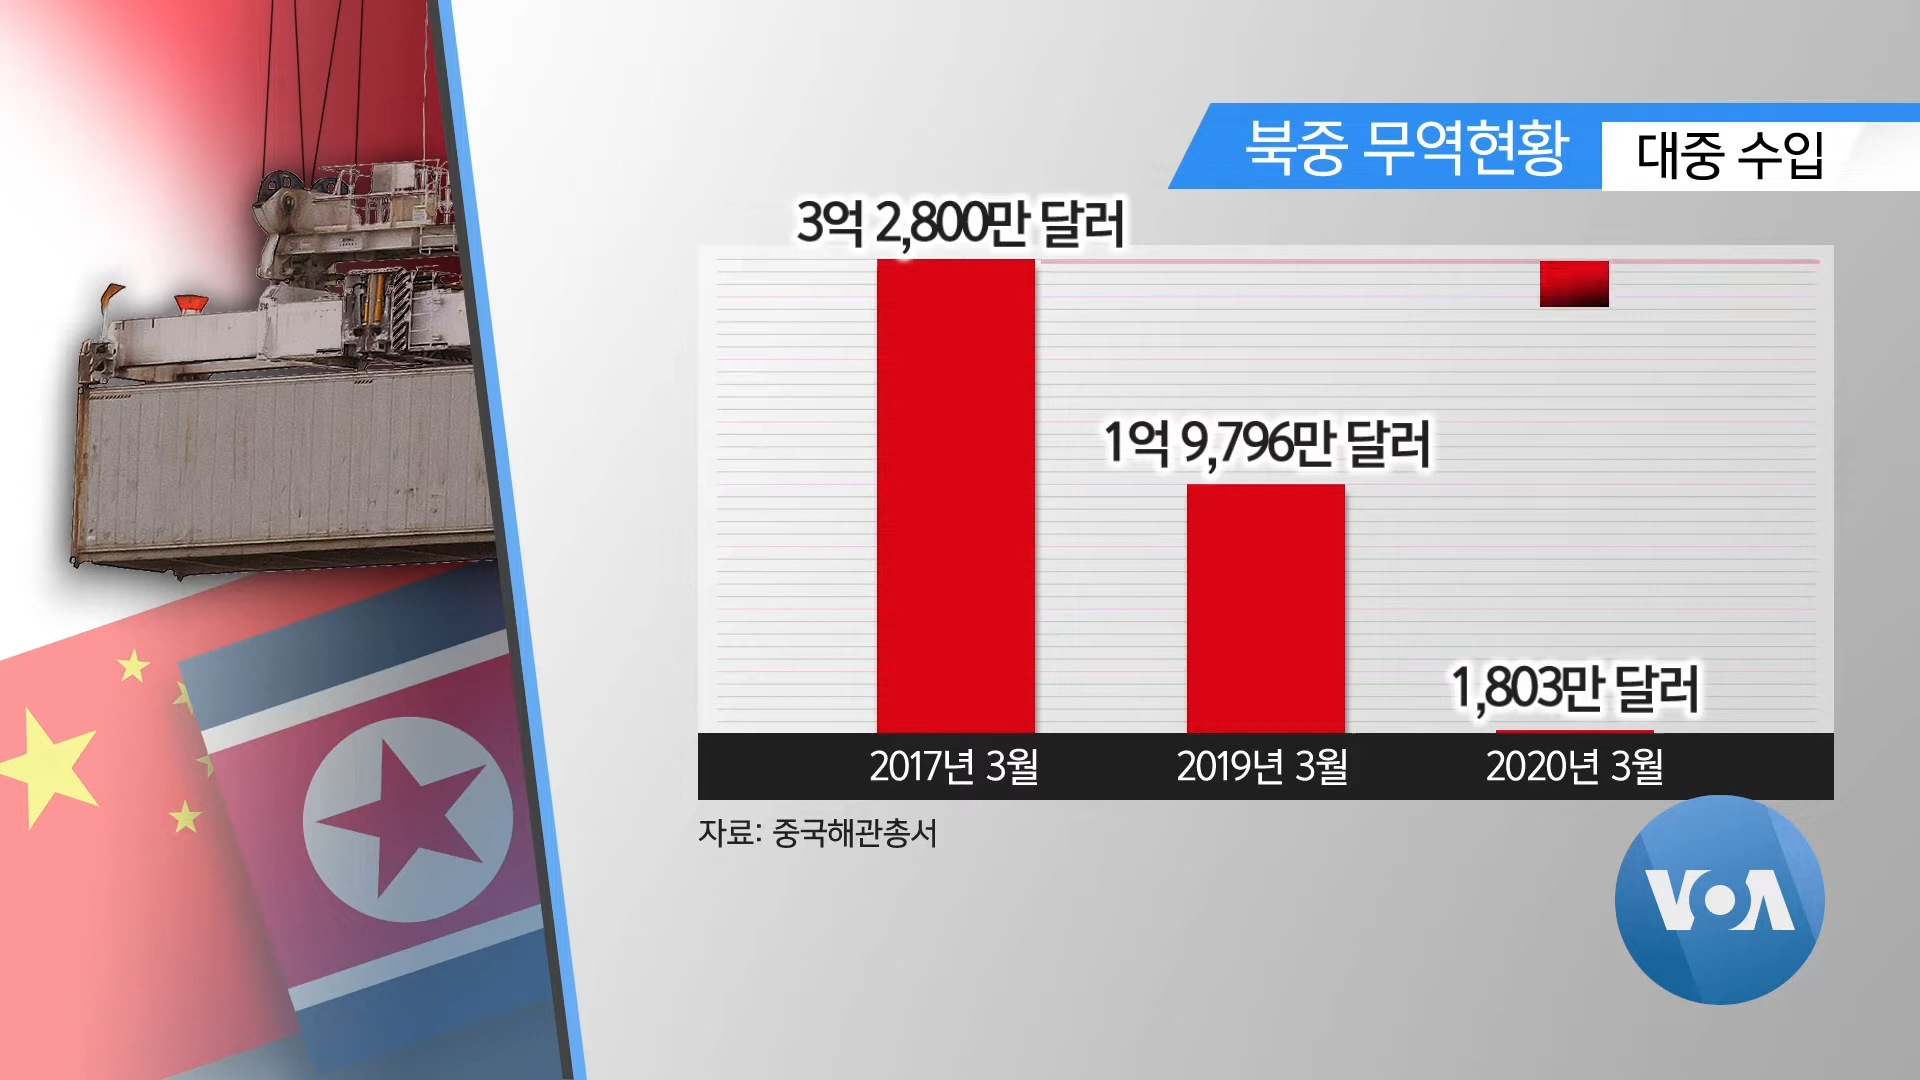 북중 무역현황 대중 수입
3억 2,800만 달러
1억 9,796만 달러
1,803만 달러
2017년 3월 2019년 3월 2020년 3월
자료: 중국해관총서
VOA